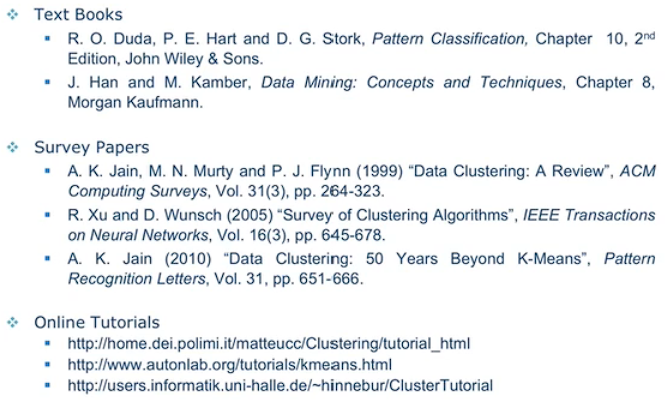 Text Books
R. O. Duda, P. E. Hart and D. G. Stork, Pattern Classification, Chapter 10, 2nd
Edition, John Wiley & Sons.
J. Han and M. Kamber, Data Mining: Concepts and Techniques, Chapter 8,
Morgan Kaufmann.
Survey Papers
A. K. Jain, M. N. Murty and P. J. Flynn (1999) “Data Clustering: A Review”, ACM
Computing Surveys, Vol. 31(3), pp. 264-323.
R. Xu and D. Wunsch (2005) “Survey of Clustering Algorithms”, IEEE Transactions
on Neural Networks, Vol. 16(3), pp. 645-678.
A. K. Jain (2010) “Data Clustering: 50 Years Beyond K-Means”, Pattern
Recognition Letters, Vol. 31, pp. 651-666.
Online Tutorials
http://home.dei.polimi.it/matteucc/Clustering/tutorial_html
http://www.autonlab.org/tutorials/kmeans.html
http://users.informatik.uni-halle.de/~hinnebur/ClusterTutorial